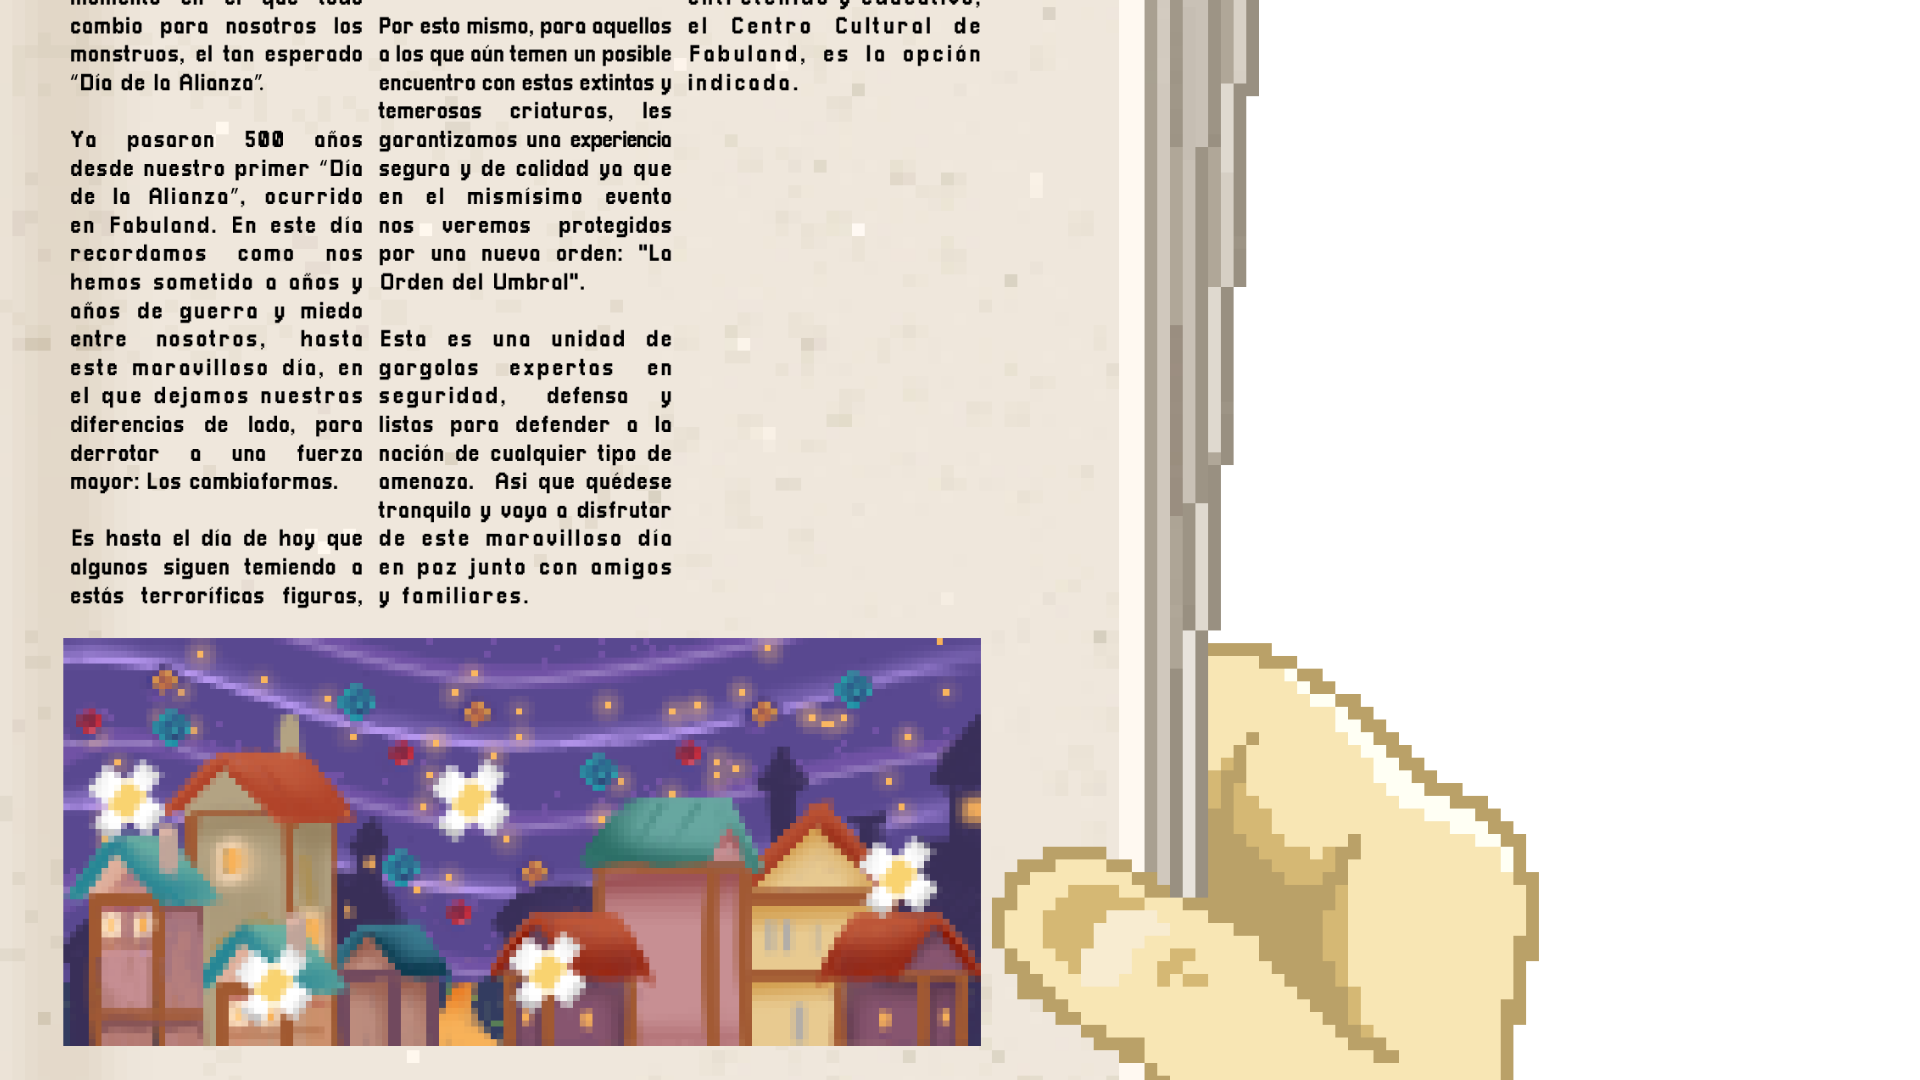 cambio para nosotros los
monstruos, el tan esperado
“Día de la Alianza”.
Ya pasaron 500 años
desde nuestro primer “Día
de la Alianza”, ocurrido
en Fabuland. En este día
recordamos como nos
hemos sometido a años y
años de guerra y miedo
entre nosotros, hasta
este maravilloso día, en
el que dejamos nuestras
diferencias de lado, para
derrotar a una fuerza
mayor: Los cambiaformas.
Es hasta el día de hoy que
algunos siguen temiendo a
estás terroríficas figuras,
Por esto mismo, para aquellos
a los que aún temen un posible
encuentro con estas extintas y
temerosas criaturas, les
garantizamos una experiencia
segura y de calidad ya que
en el mismísimo evento
nos veremos protegidos
por una nueva orden: "La
Orden del Umbral".
Esta es una unidad de
gargolas expertas en
seguridad, defensa y
listas para defender a la
nación de cualquier tipo de
amenaza. Asi que quédese
tranquilo y vaya a disfrutar
de este maravilloso día
en paz junto con amigos
y familiares.
el Centro Cultural de
Fabuland, es la opción
indicada.